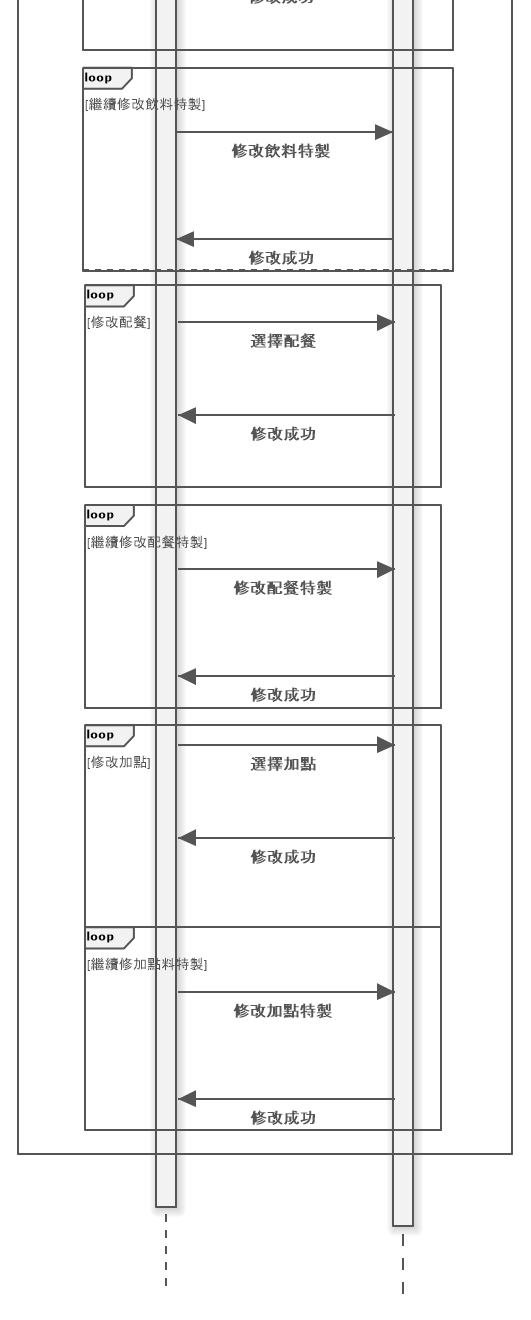 修改成功
loop
[繼續修改飲料特製]
修改飲料特製
修改成功
loop
[修改配餐]
選擇配餐
修改成功
loop
[繼續修改配餐特製]
修改配餐特製
修改成功
loop
[修改加點]
選擇加點
修改成功
loop
[繼續修加點料特製]
修改加點特製
修改成功